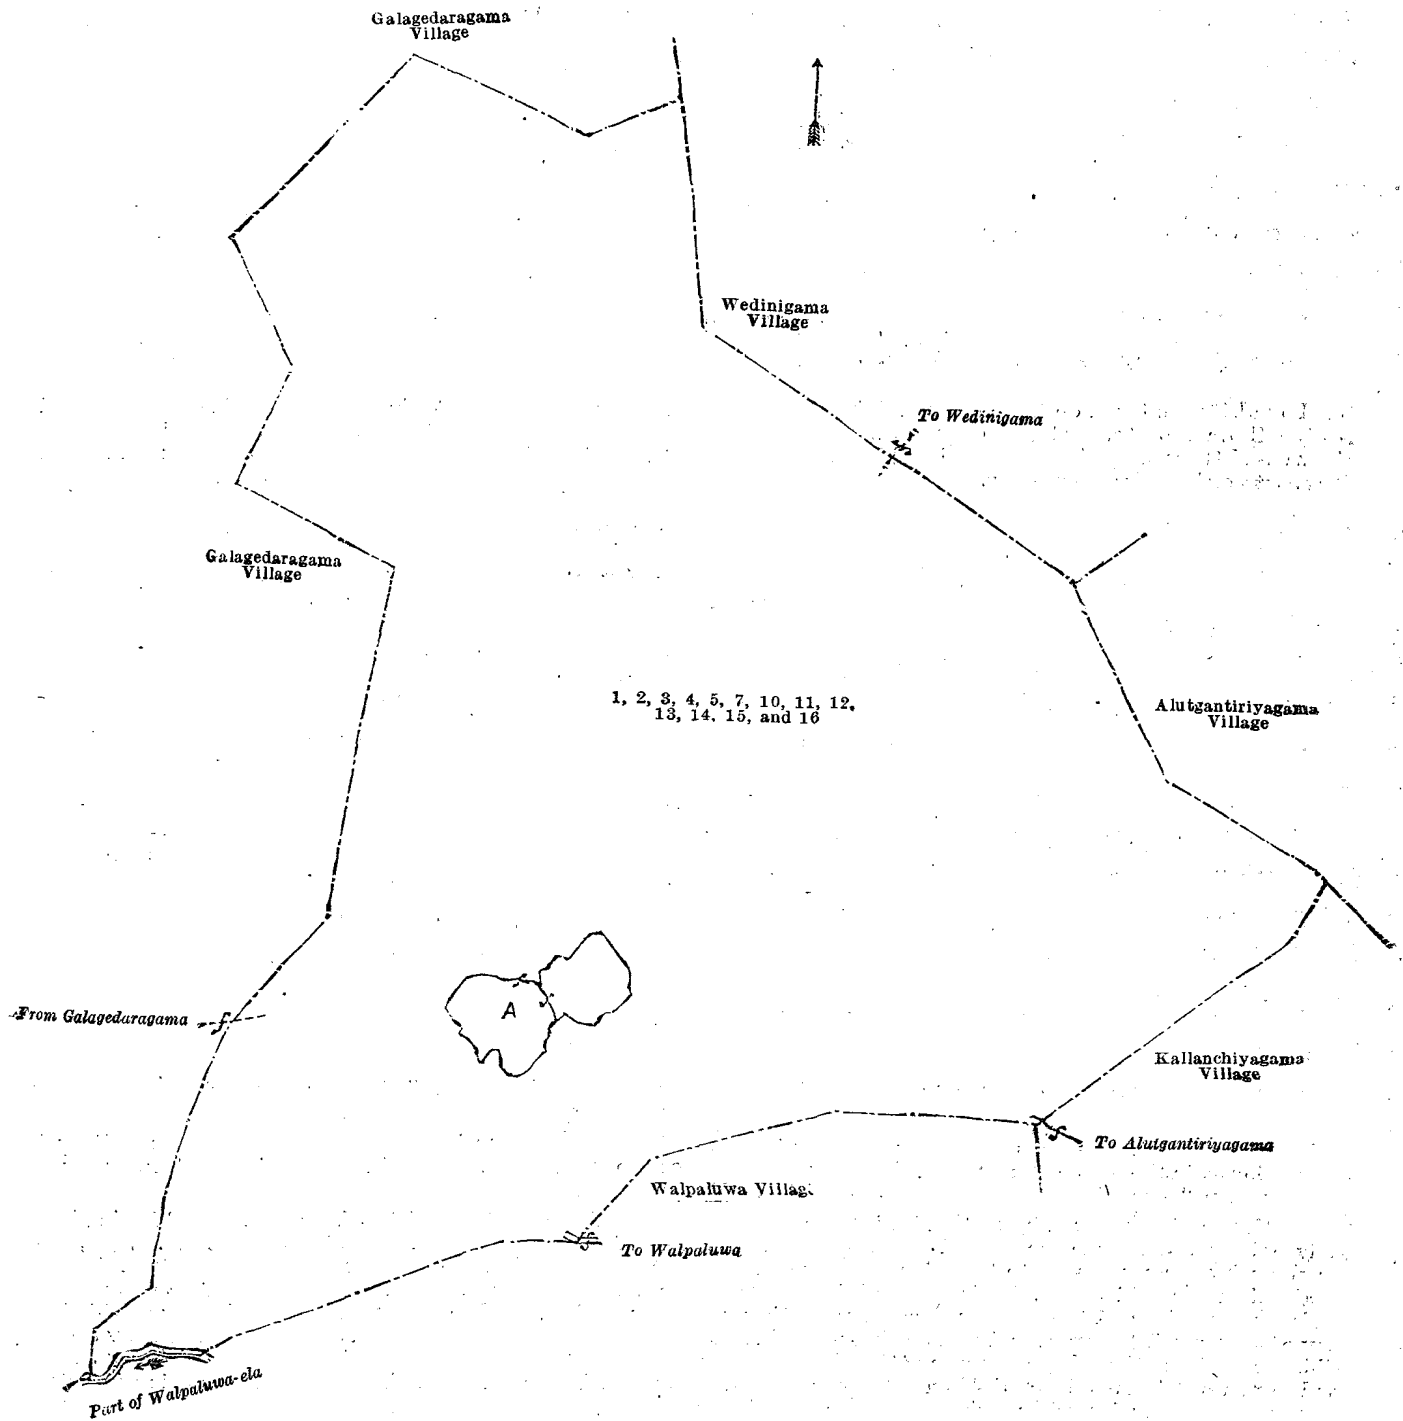 Galagedaragama
Village
Wedinigama
Village
To Wedinigama
Galagedaragama
Village
1, 2, 3, 4, 5, 7, 10, 11, 12,
13, 14, 15, and 16
Alutgantiriyagama
Village
A
From Galagedaragama
Kallanchiyagama
Village
To Alutgantiriyagama
Walpaluwa Villag
To Walpaluwa
Part of Walpaluwa-ela